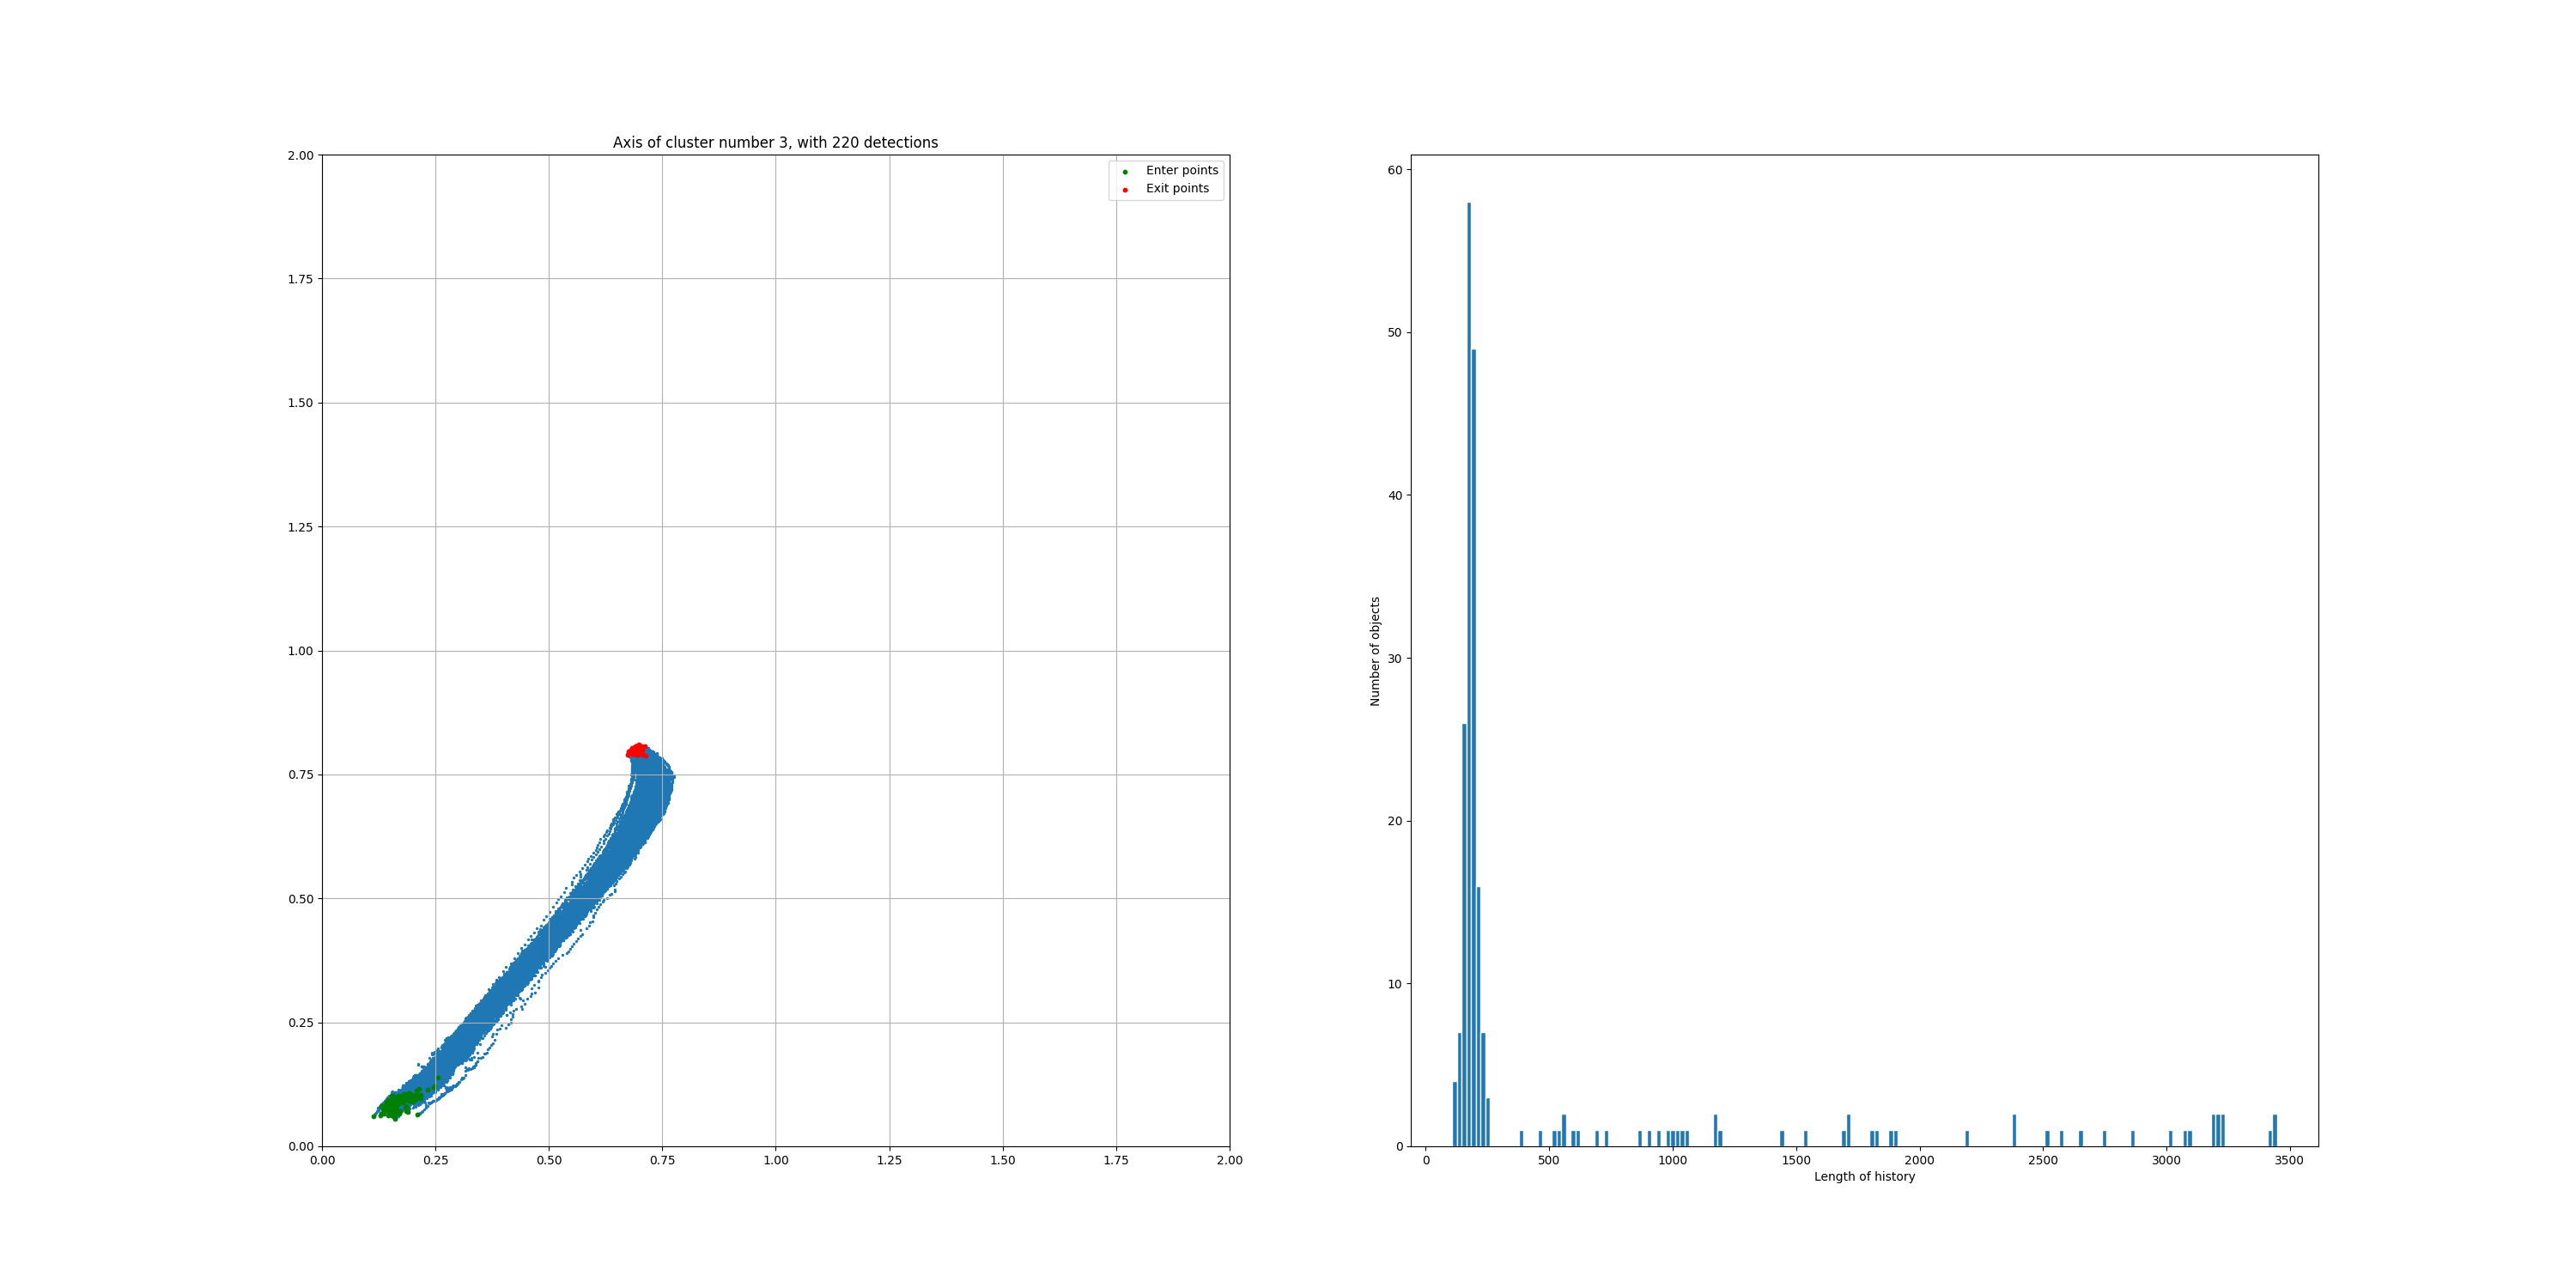 Axis of cluster number 3, with 220 detections
Enter points
Exit points
2.00
1.75
1.50
1.25
1.00
0.75
0.50
0.25
0.00
0.00 0.25 0.50 0.75 1.00 1.25 1.50 1.75 2.00
60
50
40
30
20
10
0
Number of objects
0 500 1000 1500 2000 2500 3000 3500
Length of history